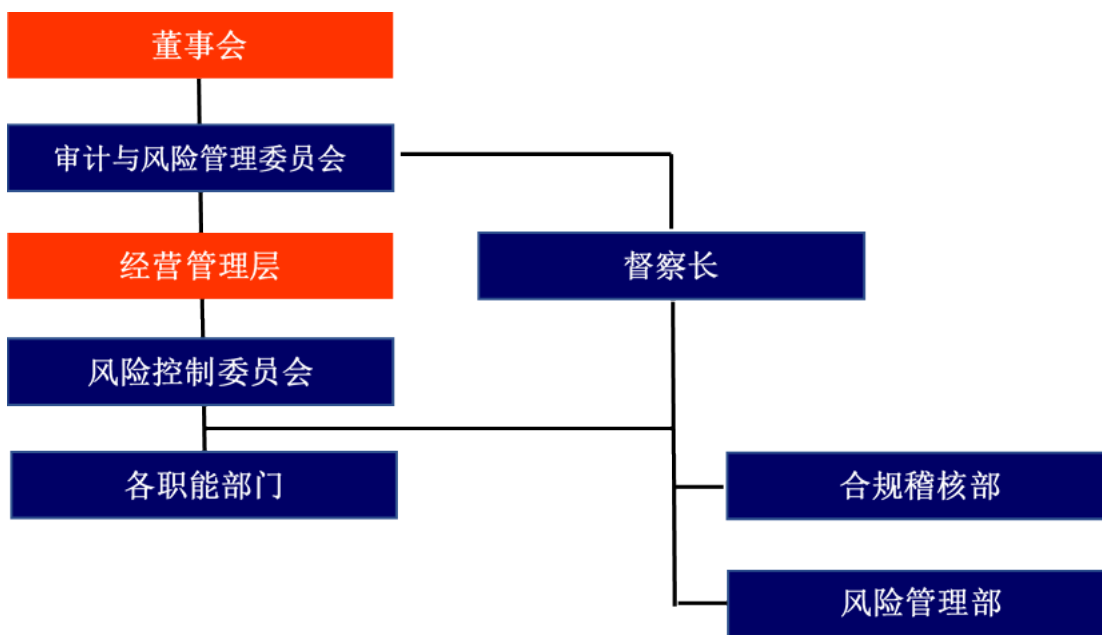 董事会
审计与风险管理委员会
经营管理层
督察长
风险控制委员会
各职能部门
合规稽核部
风险管理部